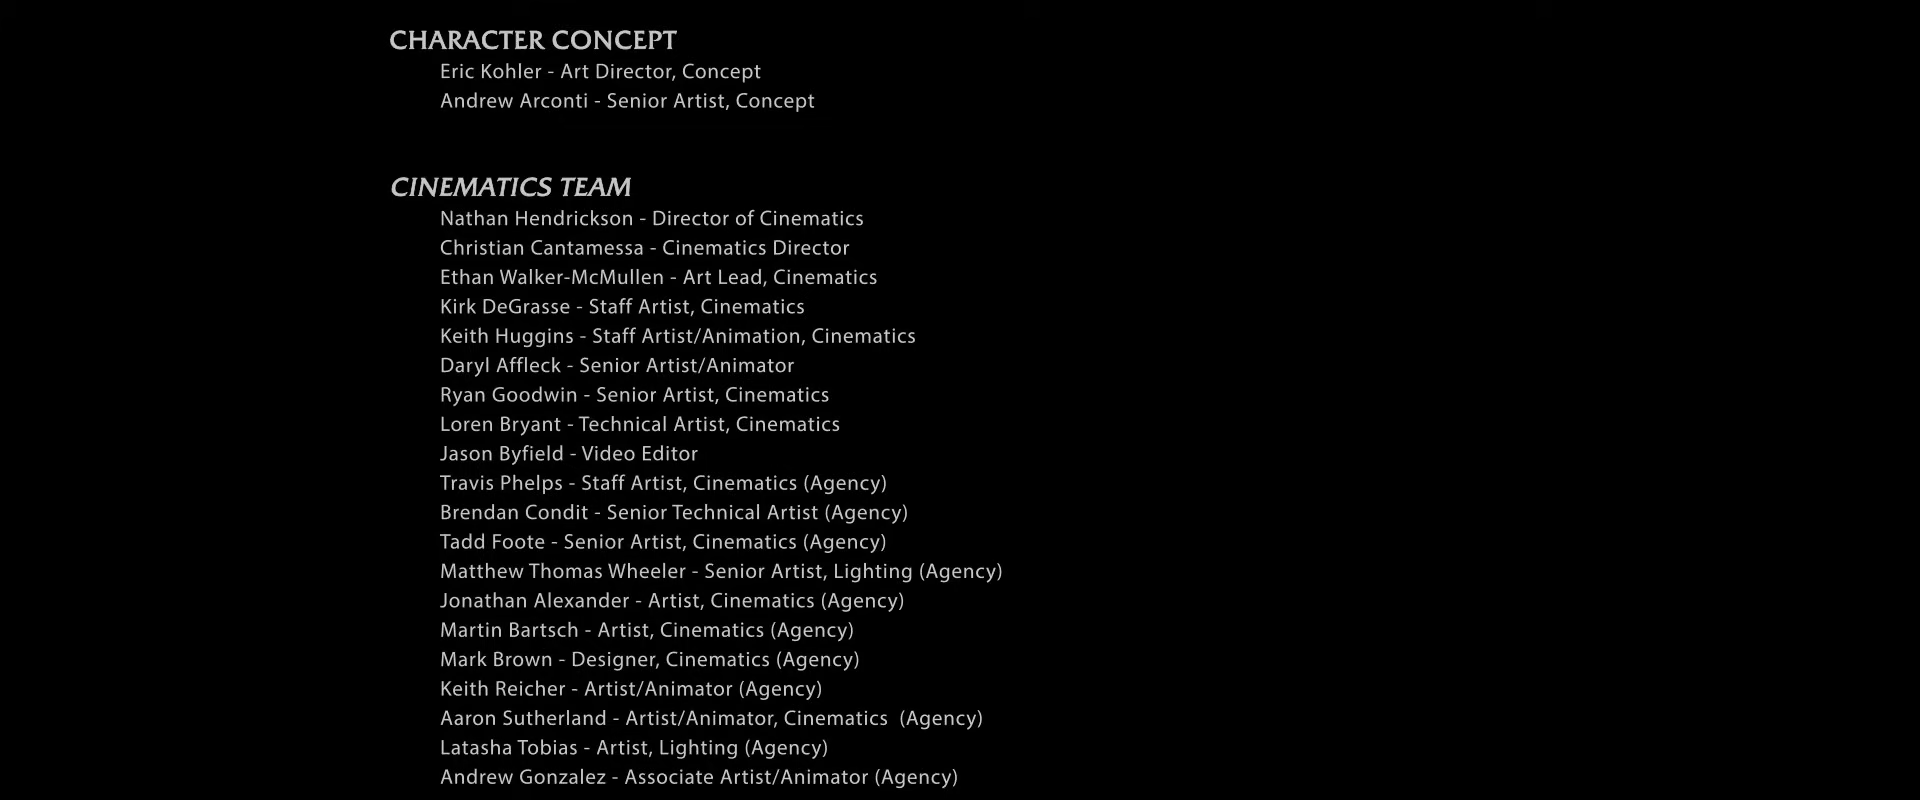 CHARACTER CONCEPT
Eric Kohler - Art Director, Concept
Andrew Arconti - Senior Artist, Concept
CINEMATICS TEAM
Nathan Hendrickson - Director of Cinematics
Christian Cantamessa - Cinematics Director
Ethan Walker-McMullen - Art Lead, Cinematics
Kirk DeGrasse - Staff Artist, Cinematics
Keith Huggins - Staff Artist/Animation, Cinematics
Daryl Affleck - Senior Artist/Animator
Ryan Goodwin - Senior Artist, Cinematics
Loren Bryant - Technical Artist, Cinematics
Jason Byfield - Video Editor
Travis Phelps - Staff Artist, Cinematics (Agency)
Brendan Condit - Senior Technical Artist (Agency)
Tadd Foote - Senior Artist, Cinematics (Agency)
Matthew Thomas Wheeler - Senior Artist, Lighting (Agency)
Jonathan Alexander - Artist, Cinematics (Agency)
Martin Bartsch - Artist, Cinematics (Agency)
Mark Brown - Designer, Cinematics (Agency)
Keith Reicher - Artist/Animator (Agency)
Aaron Sutherland - Artist/Animator, Cinematics  (Agency)
Latasha Tobias - Artist, Lighting (Agency)
Andrew Gonzalez - Associate Artist/Animator (Agency)